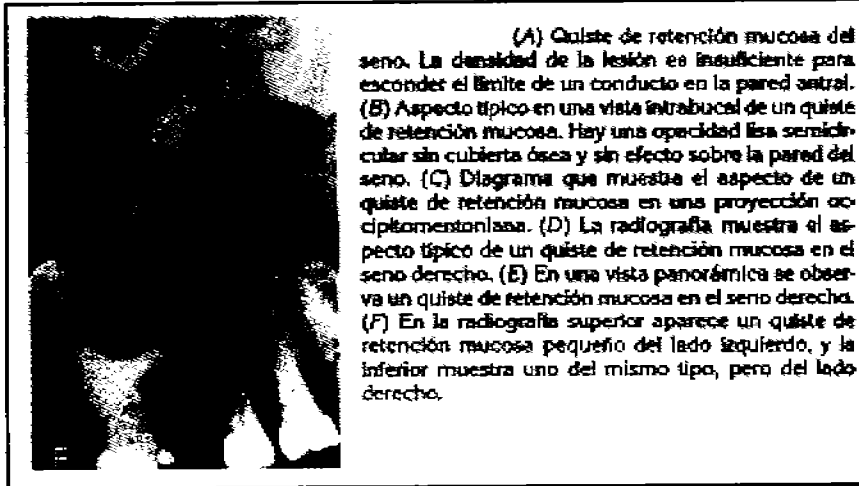 (A) Quiste de retención mucosa del
seno. La densidad de la lesión es insuficiente para
esconder el límite de un conducto en la pared antral.
(B) Aspecto típico en una vista intrabucal de un quiste
de retención mucosa. Hay una opacidad lisa semicir-
cular sin cubierta ósea y sin efecto sobre la pared del
seno. (C) Diagrama que muestra el aspecto de un
quiste de retención mucosa en una proyección oc-
cipitomentoniana. (D) La radiografía muestra el as-
pecto típico de un quiste de retención mucosa en el
seno derecho. (E) En una vista panorámica se obser-
va un quiste de retención mucosa en el seno derecho.
(F) En la radiografía superior aparece un quiste de
retención mucosa pequeño del lado izquierdo, y la
inferior muestra uno del mismo tipo, pero del lado
derecho.